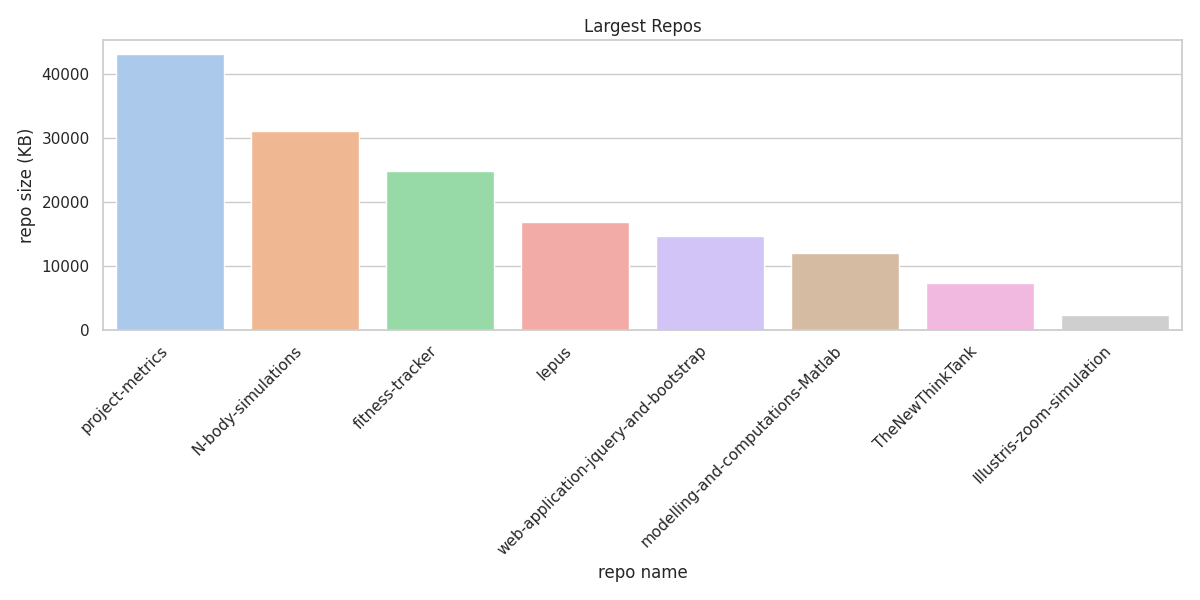 Largest Repos
repo size (KB)
40000
30000
20000
10000
0
project-metrics
N-body-simulations
fitness-tracker
lepus
web-application-jquery-and-bootstrap
modelling-and-computations-Matlab
TheNewThinkTank
Illustris-zoom-simulation
repo name